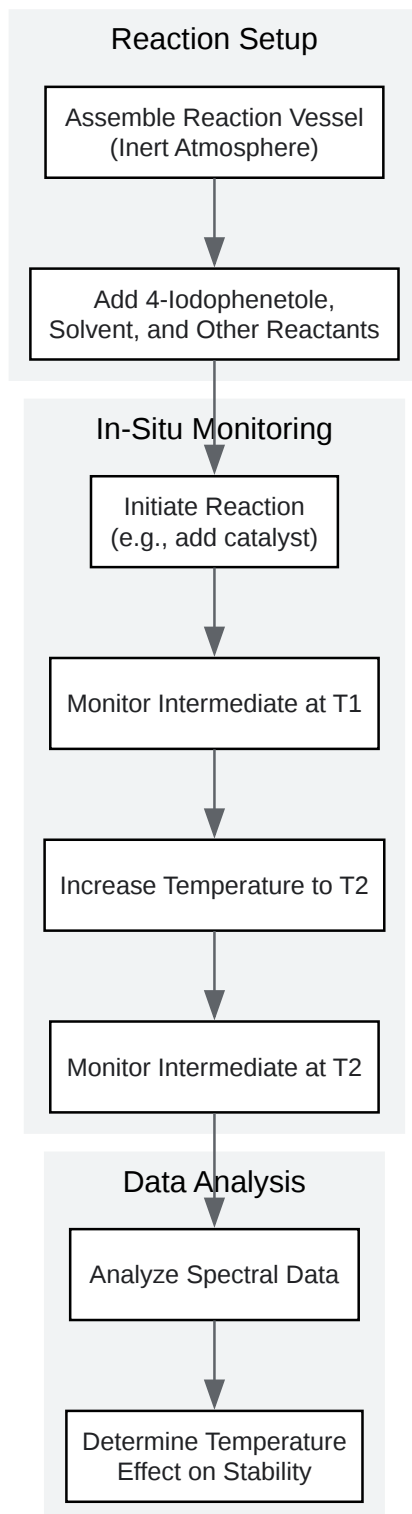 Reaction Setup
Assemble Reaction Vessel
(Inert Atmosphere)
Add 4-Iodophenetole,
Solvent, and Other Reactants
In-Situ Monitoring
Initiate Reaction
(e.g., add catalyst)
Monitor Intermediate at T1
Increase Temperature to T2
Monitor Intermediate at T2
Data Analysis
Analyze Spectral Data
Determine Temperature
Effect on Stability